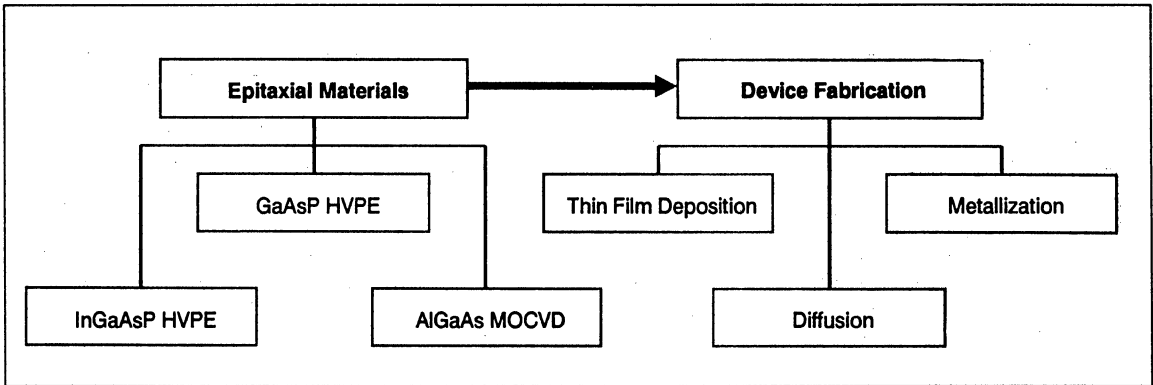 Epitaxial Materials
Device Fabrication
GaAsP HVPE
Thin Film Deposition
Metallization
InGaAsP HVPE
AlGaAs MOCVD
Diffusion